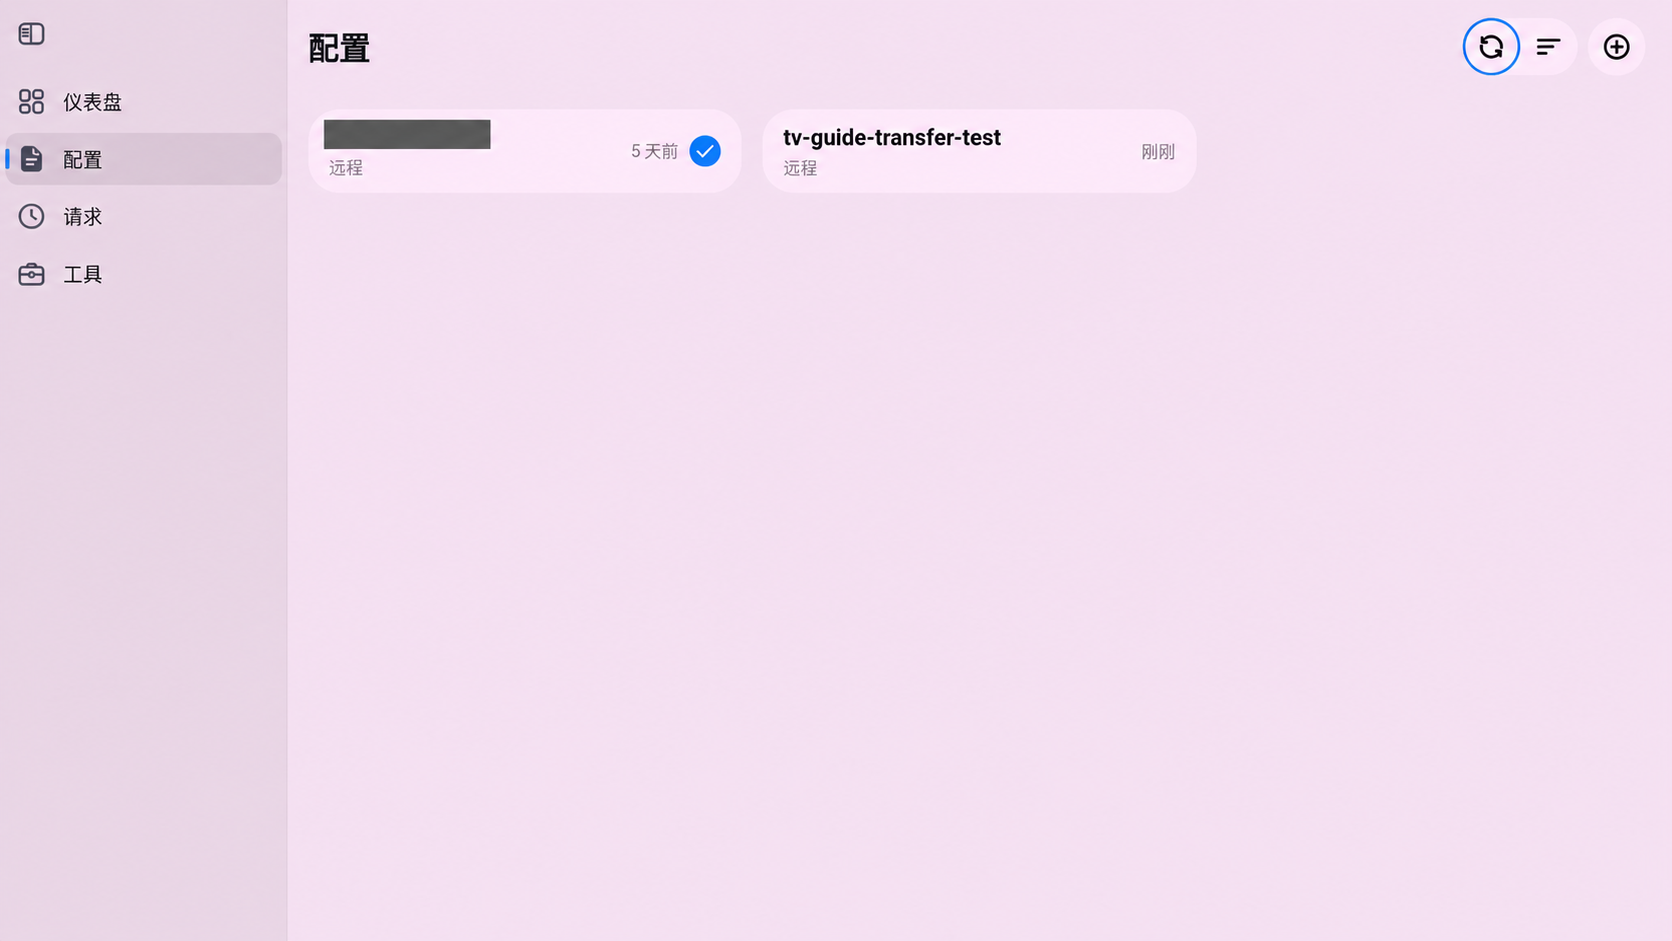 仪表盘
配置
请求
工具
配置
远程
5 天前
tv-guide-transfer-test
远程
刚刚